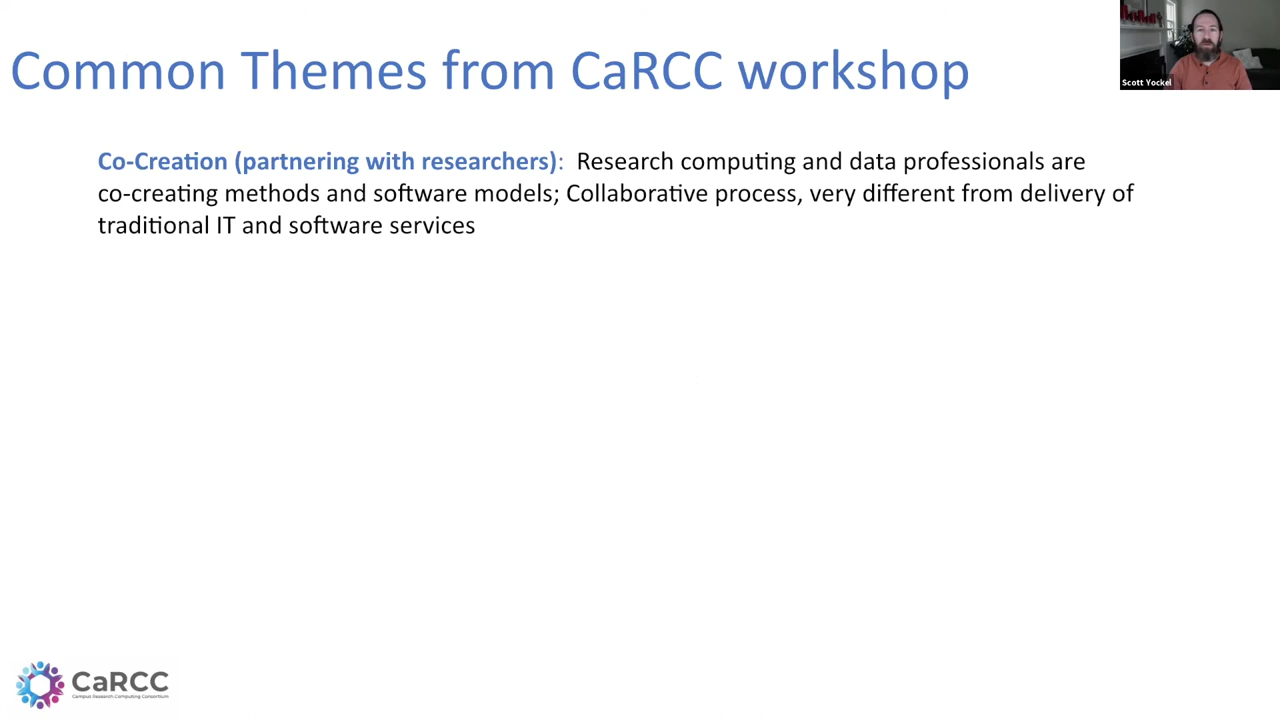 Common Themes from CaRCC workshop
Scott Yockel
Co-Creation (partnering with researchers): Research computing and data professionals are
co-creating methods and software models; Collaborative process, very different from delivery of
traditional IT and software services
CaRCC
Campus Research Computing Consortium